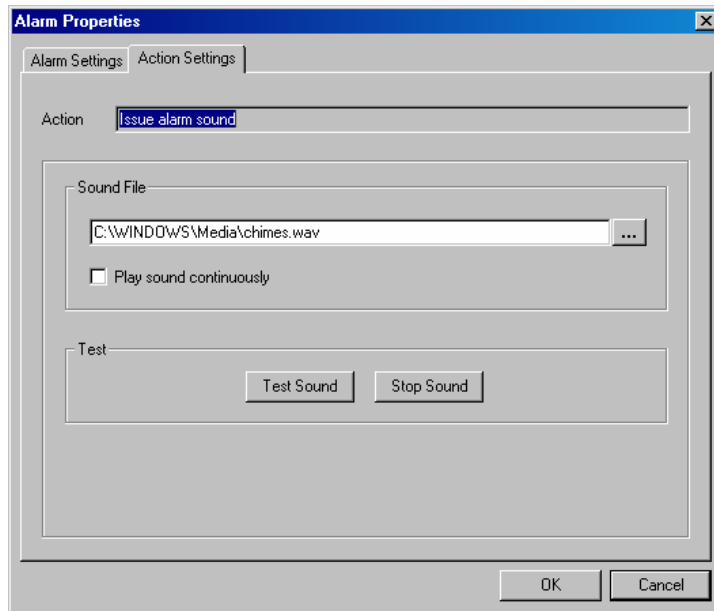 Alarm Properties
Alarm Settings Action Settings
Action Issue alarm sound
Sound File
C:\WINDOWS\Media\chimes.wav ...
Play sound continuously
Test
Test Sound Stop Sound
OK Cancel